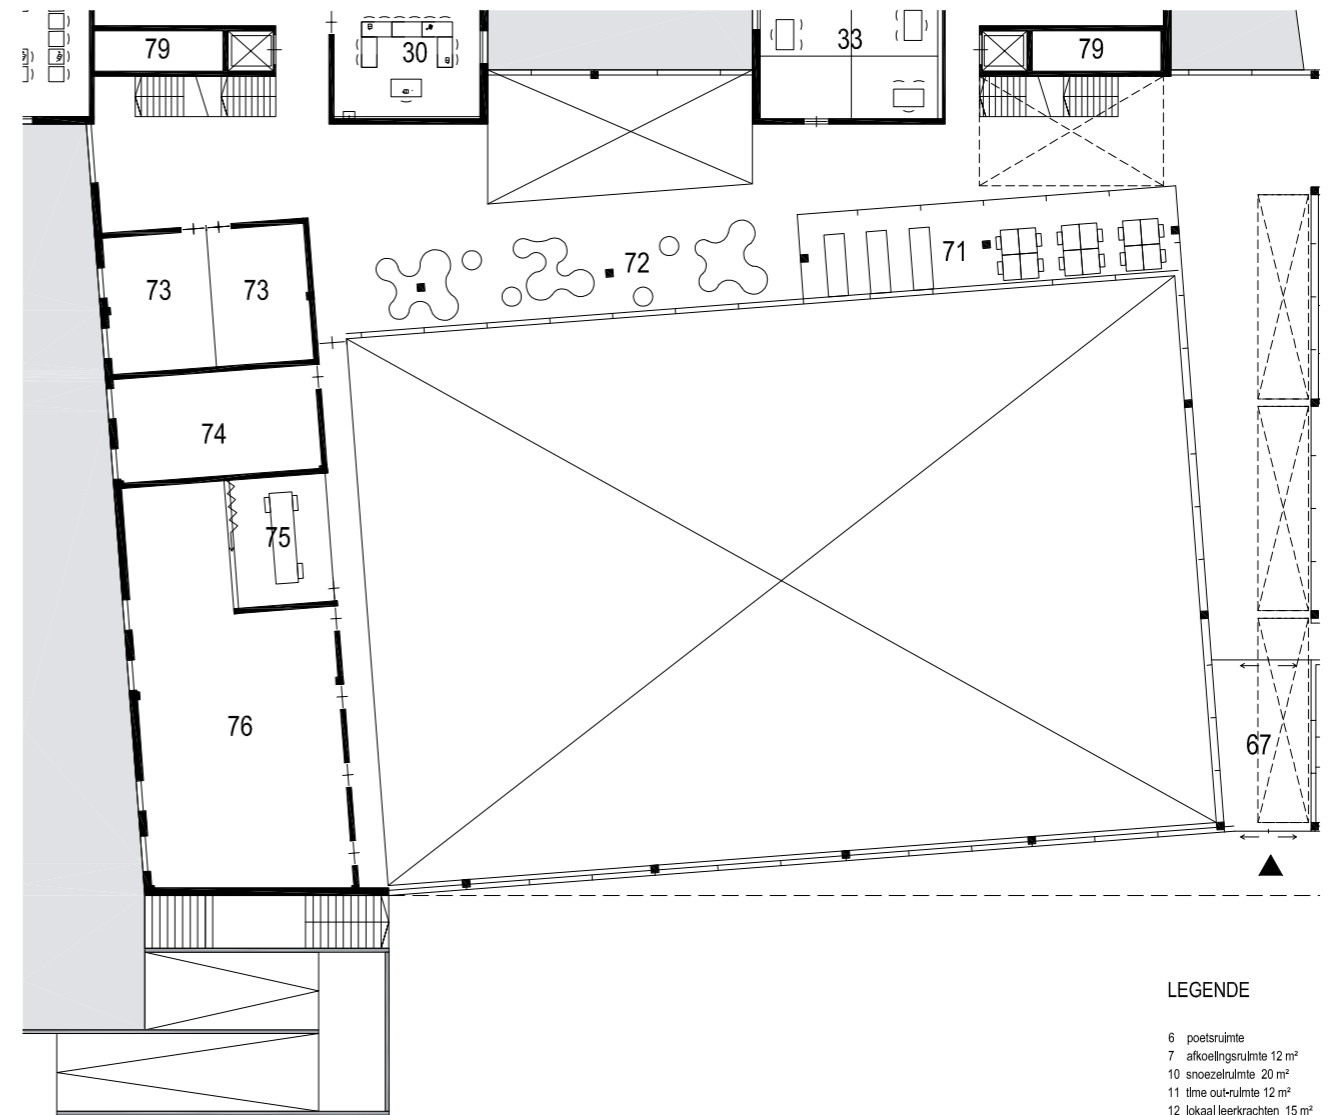 79
30
33
79
73
73
72
71
74
75
76
67
LEGENDE
6 poetsruimte
7 afkoelingsruimte 12 m²
10 snoezelruimte 20 m²
11 time out-ruimte 12 m²
12 lokaal leerkrachten 15 m²